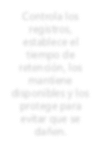 Controla los
registros,
establece el
tiempo de
retención, los
mantiene
disponibles y los
protege para
evitar que se
dañen.